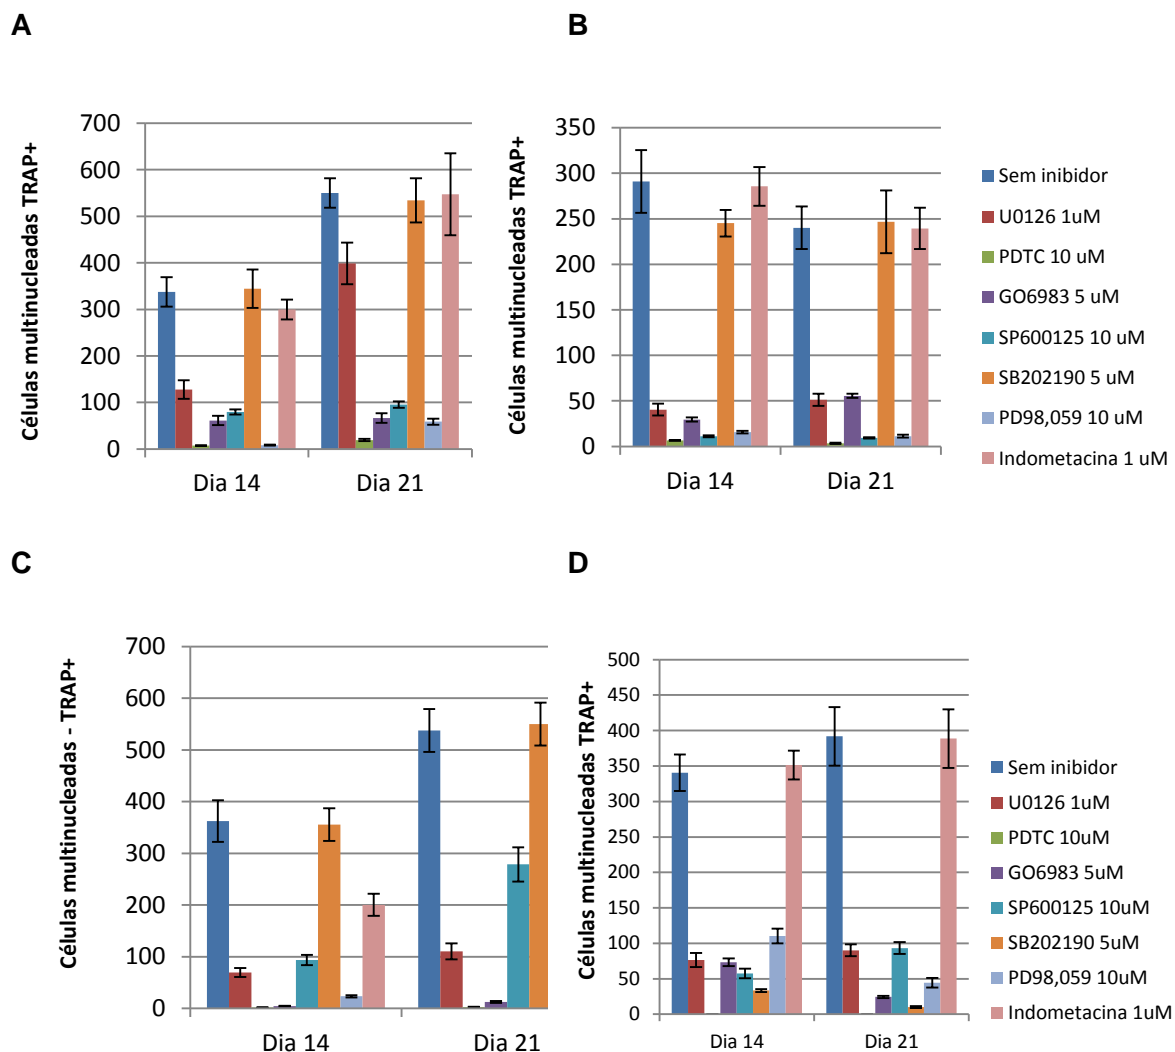 A
Células multinucleadas TRAP+
700
600
500
400
300
200
100
0
Dia 14
Dia 21
B
Células multinucleadas TRAP+
350
300
250
200
150
100
50
0
Dia 14
Dia 21
Sem inibidor
U0126 1uM
PDTC 10 uM
GO6983 5 uM
SP600125 10 uM
SB202190 5 uM
PD98,059 10 uM
Indometacina 1 uM
C
Células multinucleadas - TRAP+
700
600
500
400
300
200
100
0
Dia 14
Dia 21
D
Células multinucleadas TRAP+
500
450
400
350
300
250
200
150
100
50
0
Dia 14
Dia 21
Sem inibidor
U0126 1uM
PDTC 10uM
GO6983 5uM
SP600125 10uM
SB202190 5uM
PD98,059 10uM
Indometacina 1uM